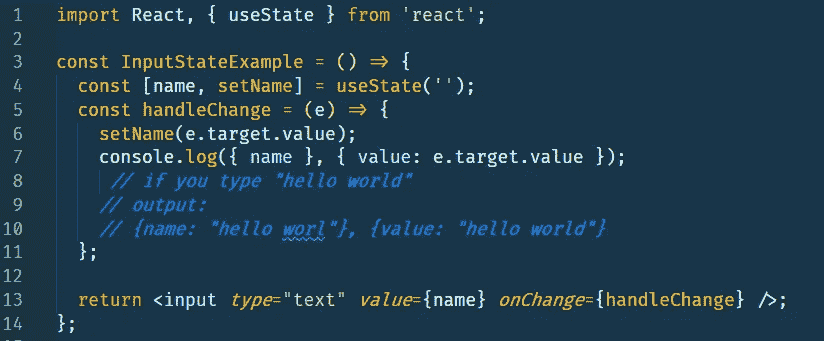 1 import React, { useState } from 'react';
2
3 const InputStateExample = () => {
4 const [name, setName] = useState('');
5 const handleChange = (e) => {
6 setName(e.target.value);
7 console.log({ name }, { value: e.target.value });
8 // if you type "hello world"
9 // output:
10 // {name: "hello worl"}, {value: "hello world"}
11 };
12
13 return <input type="text" value={name} onChange={handleChange} />;
14 };